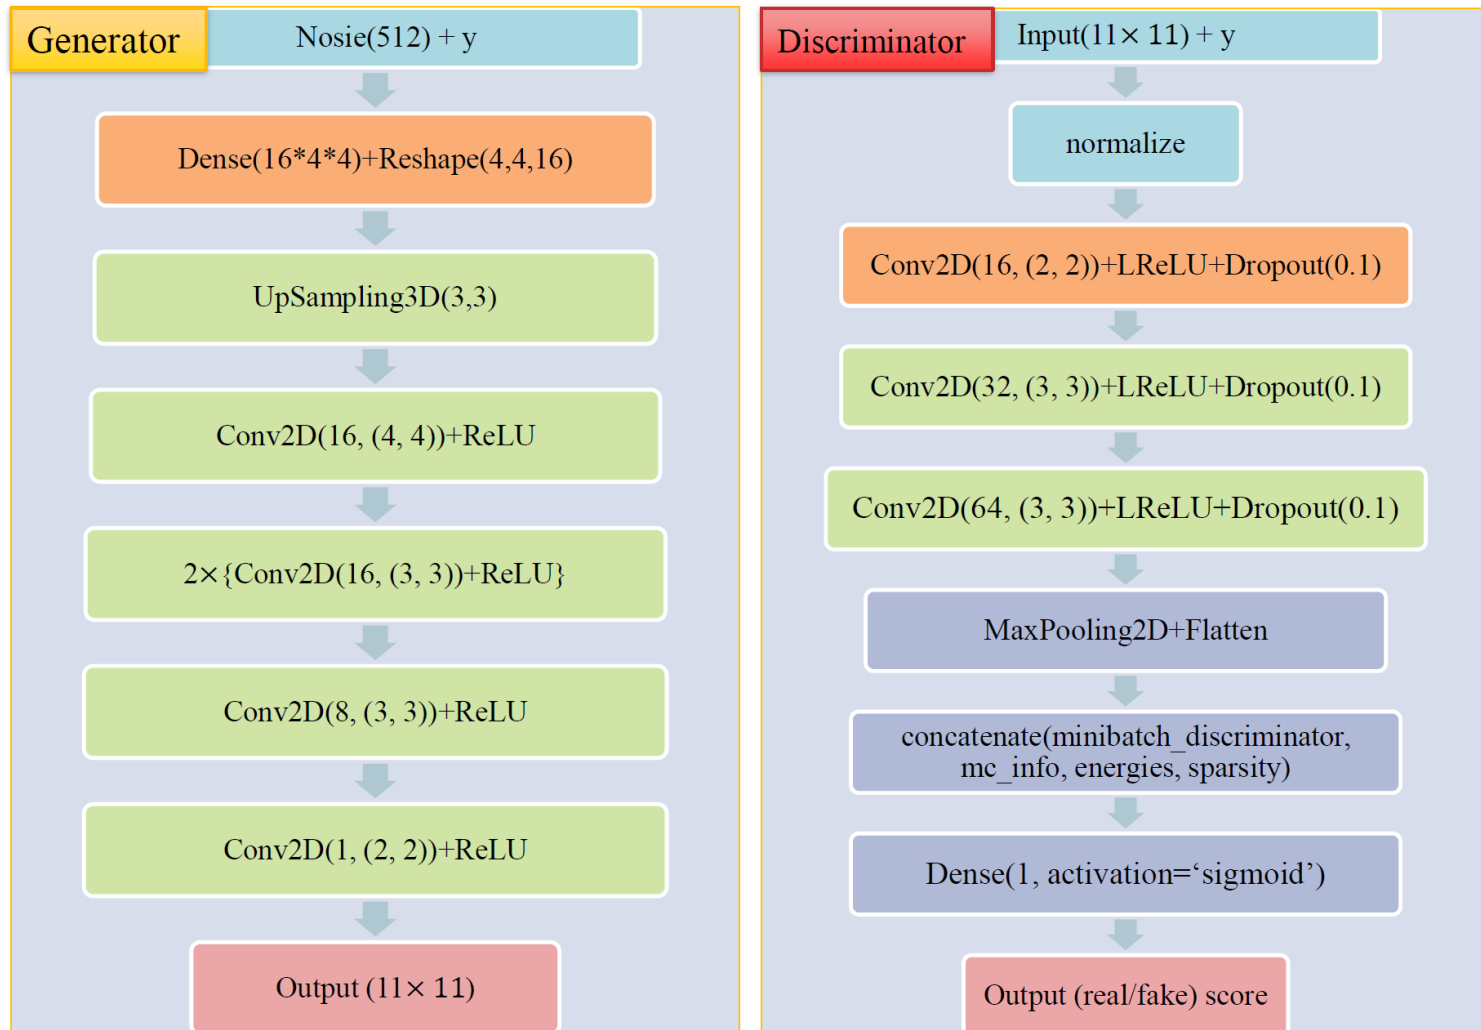 Generator
Nosie(512) + y
Dense(16*4*4)+Reshape(4,4,16)
UpSampling3D(3,3)
Conv2D(16, (4, 4))+ReLU
2×{Conv2D(16, (3, 3))+ReLU}
Conv2D(8, (3, 3))+ReLU
Conv2D(1, (2, 2))+ReLU
Output (11× 11)
Discriminator
Input(11× 11) + y
normalize
Conv2D(16, (2, 2))+LReLU+Dropout(0.1)
Conv2D(32, (3, 3))+LReLU+Dropout(0.1)
Conv2D(64, (3, 3))+LReLU+Dropout(0.1)
MaxPooling2D+Flatten
concatenate(minibatch_discriminator,
mc_info, energies, sparsity)
Dense(1, activation=‘sigmoid’)
Output (real/fake) score